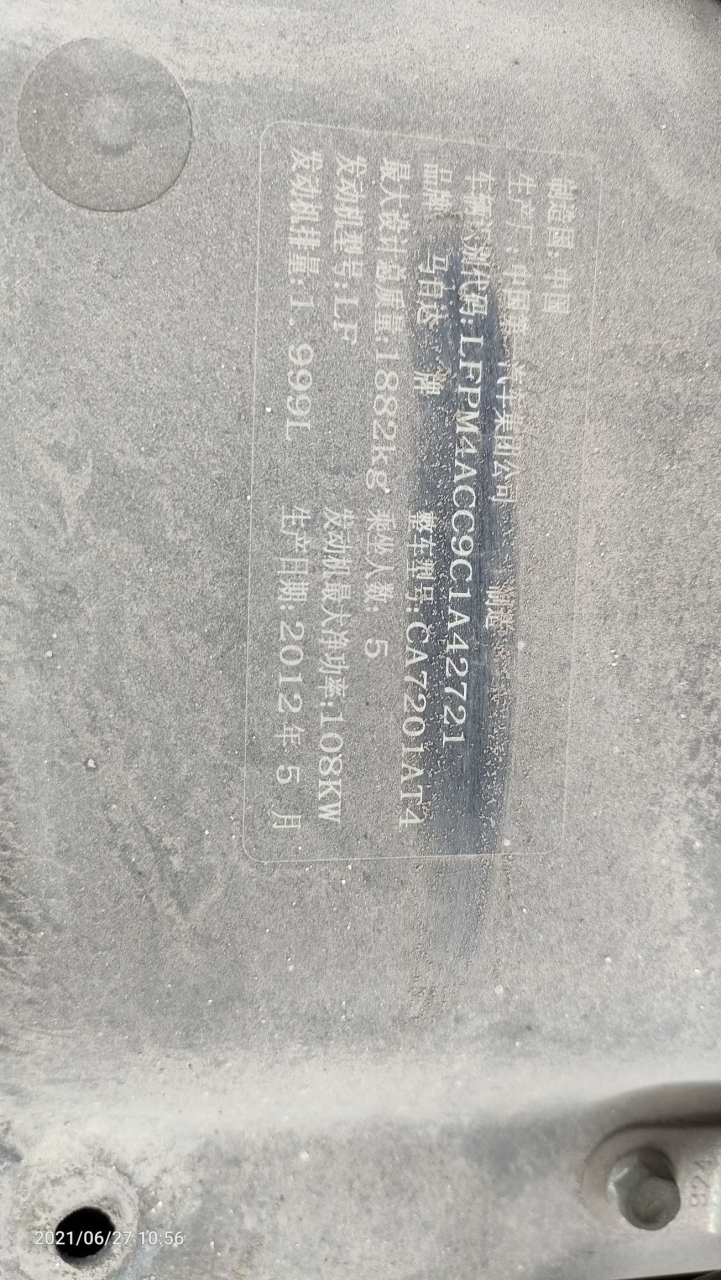 制造国:中国
生产厂:中国第一汽车集团公司 制造
车辆识别代码:LFPM4ACC9C1A42721
品牌 马自达 牌 整车型号:CA7201AT4
最大设计总质量:1882kg 乘坐人数: 5
发动机型号:LF 发动机最大净功率:108KW
发动机排量:1.999L 生产日期:2012年 5 月
824
2021/06/27 10:56